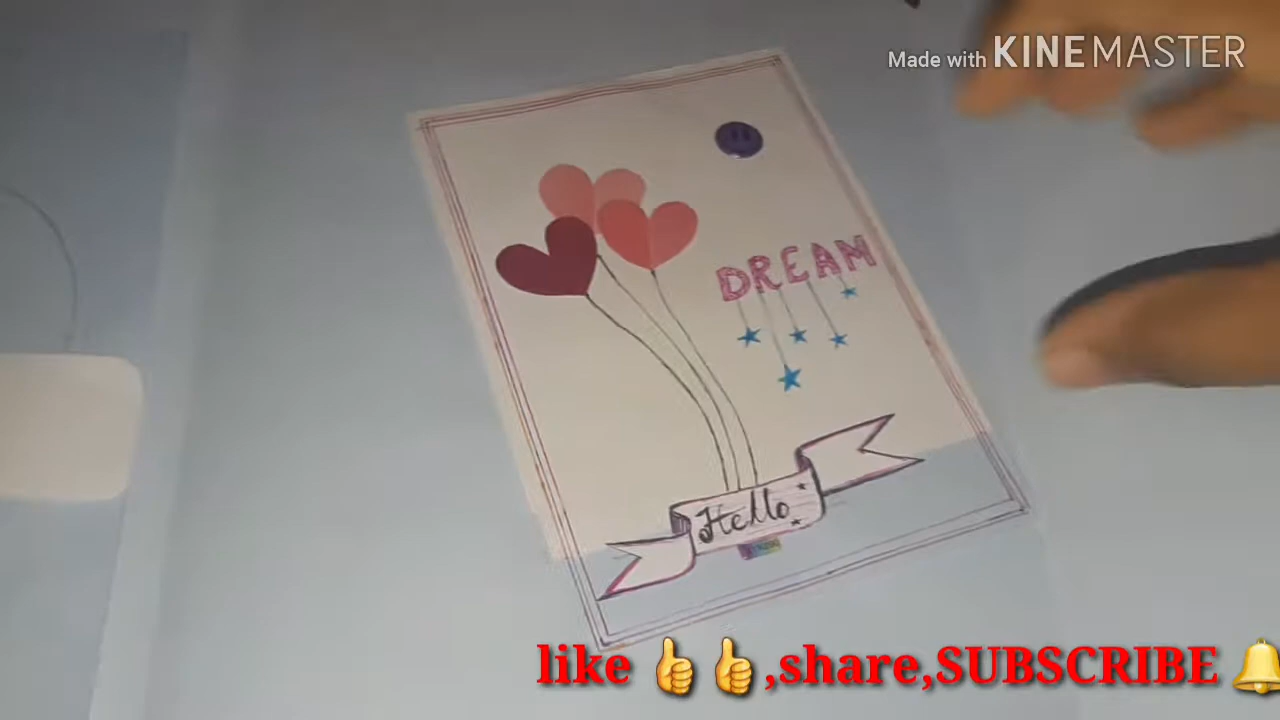 Made with KINEMASTER
DREAM
Hello
like 👍👍,share,SUBSCRIBE 🔔